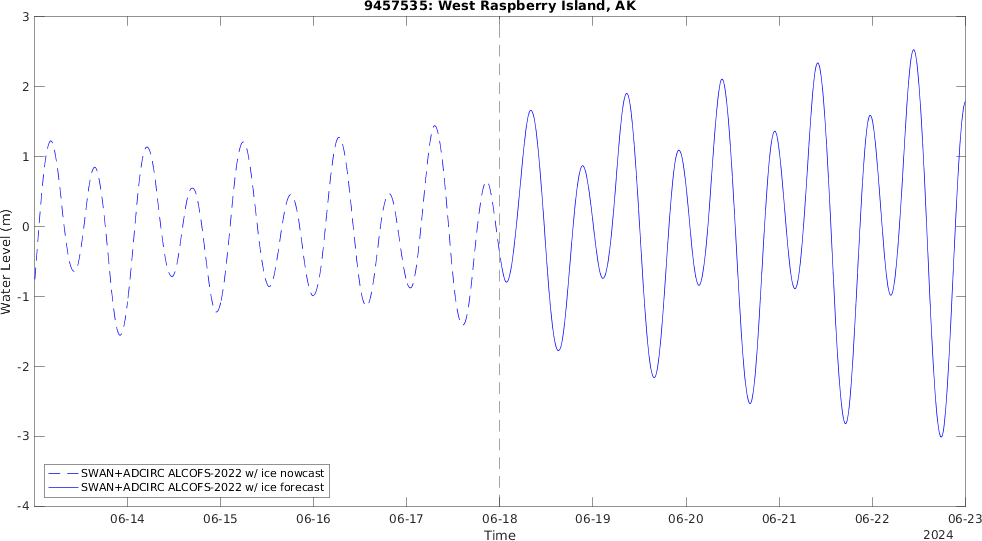 9457535: West Raspberry Island, AK
3
2
1
0
-1
-2
-3
-4
Water Level (m)
SWAN+ADCIRC ALCOFS-2022 w/ ice nowcast
SWAN+ADCIRC ALCOFS-2022 w/ ice forecast
06-14 06-15 06-16 06-17 06-18 06-19 06-20 06-21 06-22 06-23
Time
2024